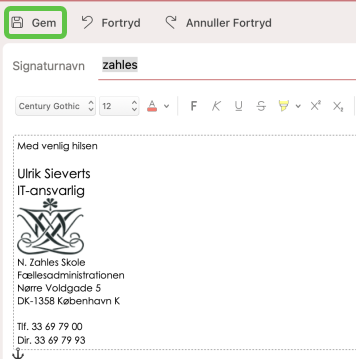 Gem Fortryd Annuller Fortryd
Signaturnavn zahles
Century Gothic 12 A F K U S X² X₂
Med venlig hilsen
Ulrik Sieverts
IT-ansvarlig
N. Zahles Skole
Fællesadministrationen
Nørre Voldgade 5
DK-1358 København K
Tlf. 33 69 79 00
Dir. 33 69 79 93